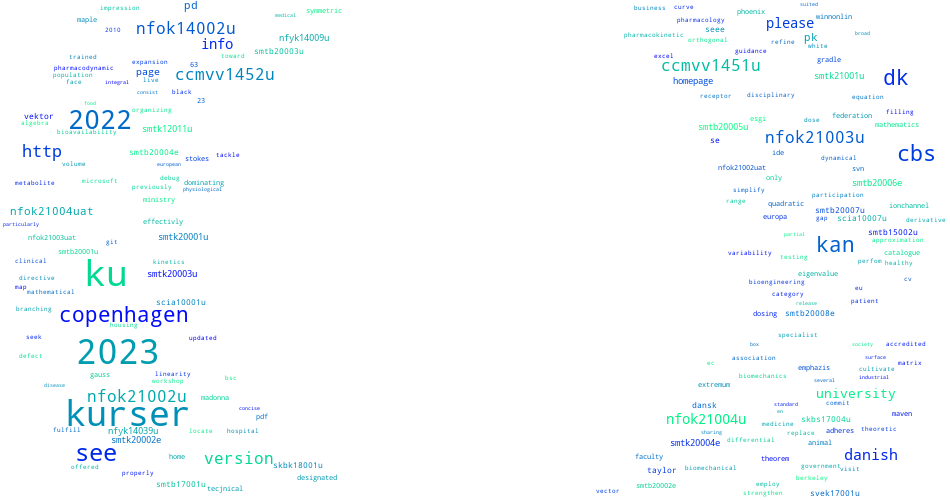 impression
pd
medical
symmetric
maple
2010
nfok14002u
nfyk14009u
info
smtb20003u
trained
expansion
63
toward
pharmacodynamic
page
ccmvv1452u
population
face
integral
live
consist
black
23
food
vektor
2022
organizing
algebra
bioavailability
smtk12011u
http
smtb20004e
stokes
tackle
volume
european
metabolite
microsoft
debug
dominating
previously
physiological
ministry
nfok21004uat
particularly
effectivly
nfok21003uat
git
smtk20001u
smtb20001u
clinical
ku
kinetics
directive
smtk20003u
map
mathematical
scia10001u
branching
copenhagen
housing
seek
2023
updated
defect
gauss
linearity
workshop
bsc
disease
nfok21002u
madonna
kurser
concise
pdf
fulfill
nfyk14039u
locate
hospital
smtk20002e
see
home
version
offered
properly
skbk18001u
designated
smtb17001u
tecjnical
business
curve
phoenix
suited
pharmacology
please
winnonlin
pharmacokinetic
seee
pk
broad
orthogonal
refine
white
excel
guidance
gradle
ccmvv1451u
homepage
smtk21001u
dk
receptor
disciplinary
equation
esgi
dose
federation
filling
smtb20005u
mathematics
se
nfok21003u
ide
dynamical
cbs
nfok21002uat
svn
only
smtb20006e
simplify
participation
range
quadratic
ionchannel
europa
smtb20007u
gap
scia10007u
derivative
partial
smtb15002u
kan
approximation
variability
testing
catalogue
perfom
healthy
eigenvalue
bioengineering
cv
category
eu
release
patient
dosing
smtb20008e
specialist
box
society
accredited
association
emphazis
surface
ec
matrix
biomechanics
cultivate
several
industrial
extremum
university
dansk
standard
commit
an
nfok21004u
skbs17004u
maven
medicine
sharing
replace
adheres
theoretic
smtk20004e
differential
animal
faculty
theorem
danish
taylor
biomechanical
government
visit
berkeley
smtb20002e
employ
vector
strengthen
svek17001u